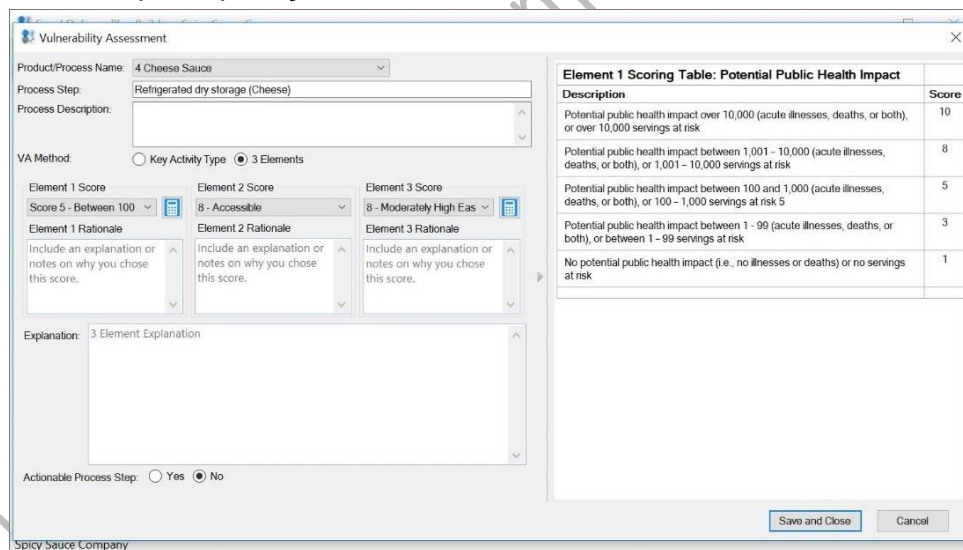 Vulnerability Assessment
Product/Process Name: 4 Cheese Sauce
Process Step: Refrigerated dry storage (Cheese)
Process Description:
VA Method: Key Activity Type 3 Elements
Element 1 Score Element 2 Score Element 3 Score
Score 5 - Between 100 8 - Accessible 8 - Moderately High Eas
Element 1 Rationale Element 2 Rationale Element 3 Rationale
Include an explanation or Include an explanation or Include an explanation or
notes on why you chose notes on why you chose notes on why you chose
this score. this score. this score.
Explanation: 3 Element Explanation
Actionable Process Step: Yes No
Element 1 Scoring Table: Potential Public Health Impact
Description Score
Potential public health impact over 10,000 (acute illnesses, deaths, or both), 10
or over 10,000 servings at risk
Potential public health impact between 1,001 - 10,000 (acute illnesses, 8
deaths, or both), or 1,001 - 10,000 servings at risk
Potential public health impact between 100 and 1,000 (acute illnesses, 5
deaths, or both), or 100 - 1,000 servings at risk 5
Potential public health impact between 1 - 99 (acute illnesses, deaths, or 3
both), or between 1 - 99 servings at risk
No potential public health impact (i.e., no illnesses or deaths) or no servings 1
at risk
Save and Close Cancel
Spicy Sauce Company